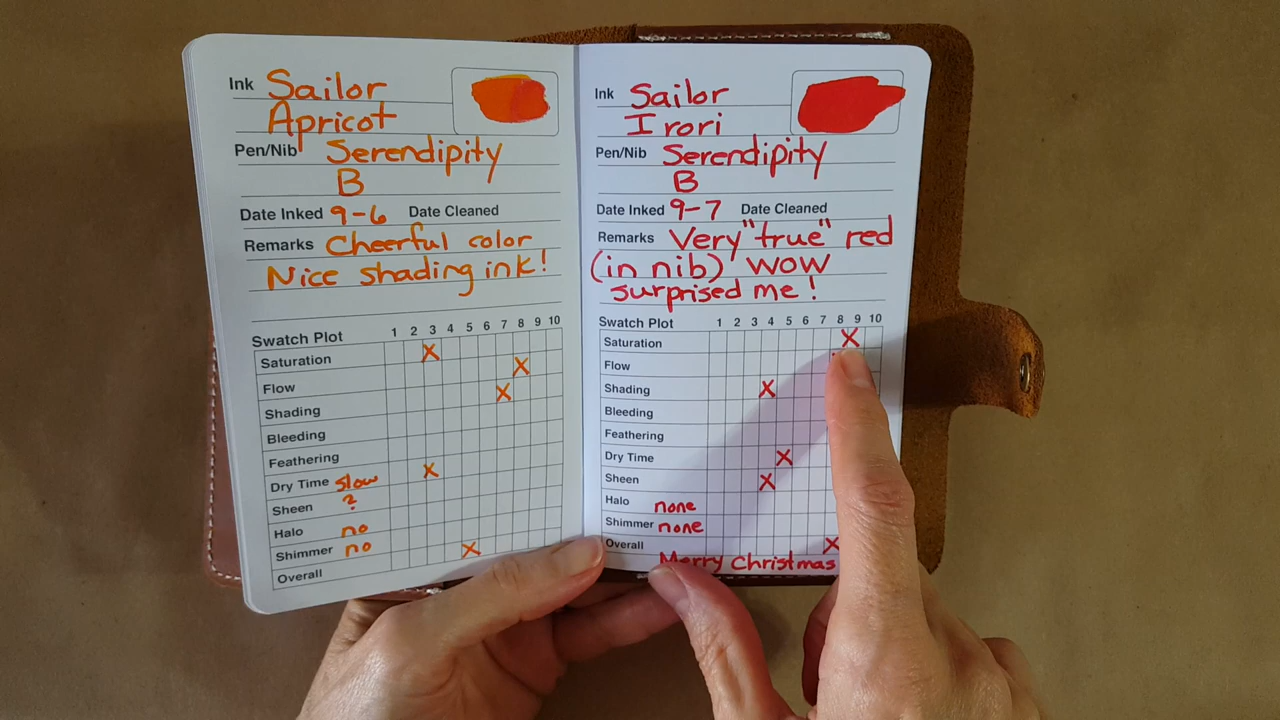 Ink Sailor
Apricot
Pen/Nib Serendipity
B
Date Inked 9-6 Date Cleaned
Remarks Cheerful color
Nice shading ink!
Swatch Plot 1 2 3 4 5 6 7 8 9 10
Saturation X
Flow X
Shading X
Bleeding
Feathering
Dry Time slow X
Sheen ?
Halo no
Shimmer no
Overall X
Ink Sailor
Irori
Pen/Nib Serendipity
B
Date Inked 9-7 Date Cleaned
Remarks Very "true" red
(in nib) WOW
surprised me!
Swatch Plot 1 2 3 4 5 6 7 8 9 10
Saturation X
Flow
Shading X
Bleeding
Feathering
Dry Time X
Sheen X
Halo none
Shimmer none
Overall X
Merry Christmas